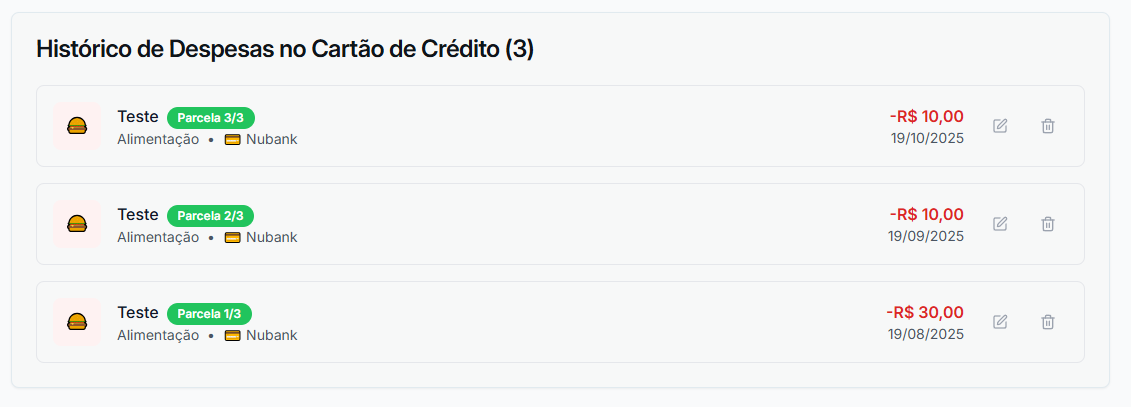 Histórico de Despesas no Cartão de Crédito (3)
Teste Parcela 3/3 -R$ 10,00
Alimentação • Nubank 19/10/2025
Teste Parcela 2/3 -R$ 10,00
Alimentação • Nubank 19/09/2025
Teste Parcela 1/3 -R$ 30,00
Alimentação • Nubank 19/08/2025